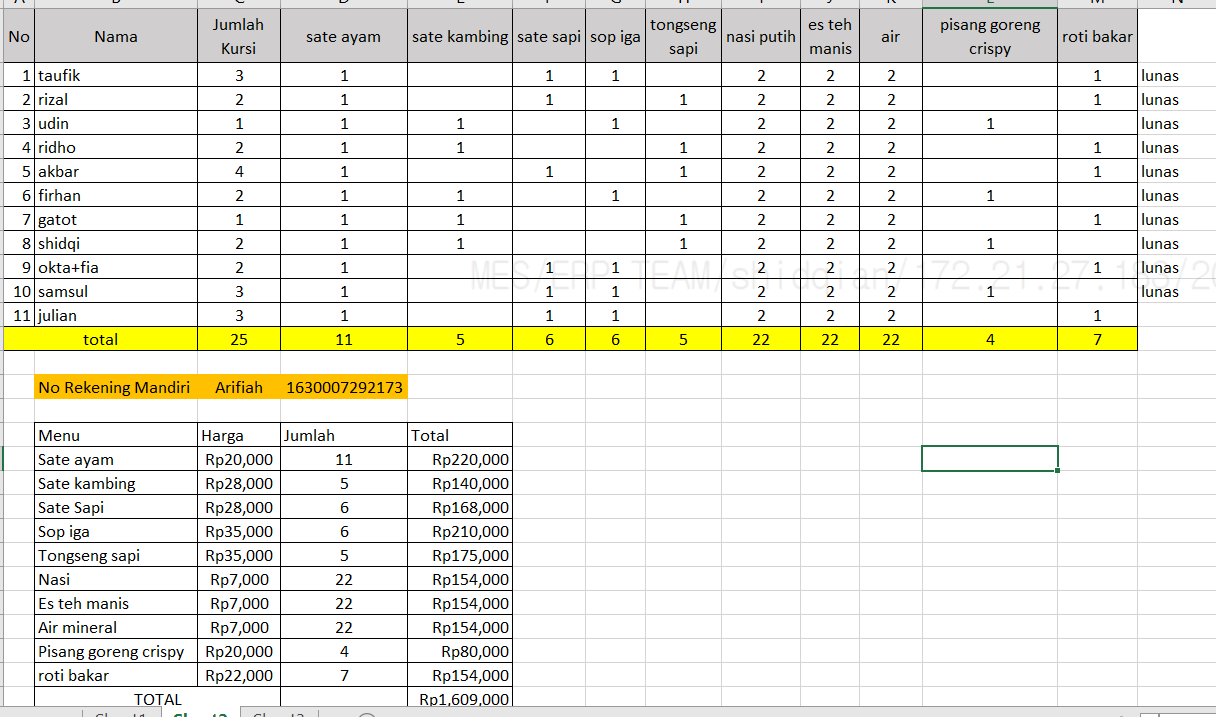 No Nama Jumlah Kursi sate ayam sate kambing sate sapi sop iga tongseng sapi nasi putih es teh manis air pisang goreng crispy roti bakar
1 taufik 3 1 1 1 2 2 2 1 lunas
2 rizal 2 1 1 1 2 2 2 1 lunas
3 udin 1 1 1 1 2 2 2 1 lunas
4 ridho 2 1 1 1 2 2 2 1 lunas
5 akbar 4 1 1 1 2 2 2 1 lunas
6 firhan 2 1 1 1 2 2 2 1 lunas
7 gatot 1 1 1 1 2 2 2 1 lunas
8 shidqi 2 1 1 1 2 2 2 1 lunas
9 okta+fia 2 1 1 1 2 2 2 1 lunas
10 samsul 3 1 1 1 2 2 2 1 lunas
11 julian 3 1 1 1 2 2 2 1
total 25 11 5 6 6 5 22 22 22 4 7
MES/ERP TEAM/shidqian/172.21.27.183/20
No Rekening Mandiri Arifiah 1630007292173
Menu Harga Jumlah Total
Sate ayam Rp20,000 11 Rp220,000
Sate kambing Rp28,000 5 Rp140,000
Sate Sapi Rp28,000 6 Rp168,000
Sop iga Rp35,000 6 Rp210,000
Tongseng sapi Rp35,000 5 Rp175,000
Nasi Rp7,000 22 Rp154,000
Es teh manis Rp7,000 22 Rp154,000
Air mineral Rp7,000 22 Rp154,000
Pisang goreng crispy Rp20,000 4 Rp80,000
roti bakar Rp22,000 7 Rp154,000
TOTAL Rp1,609,000